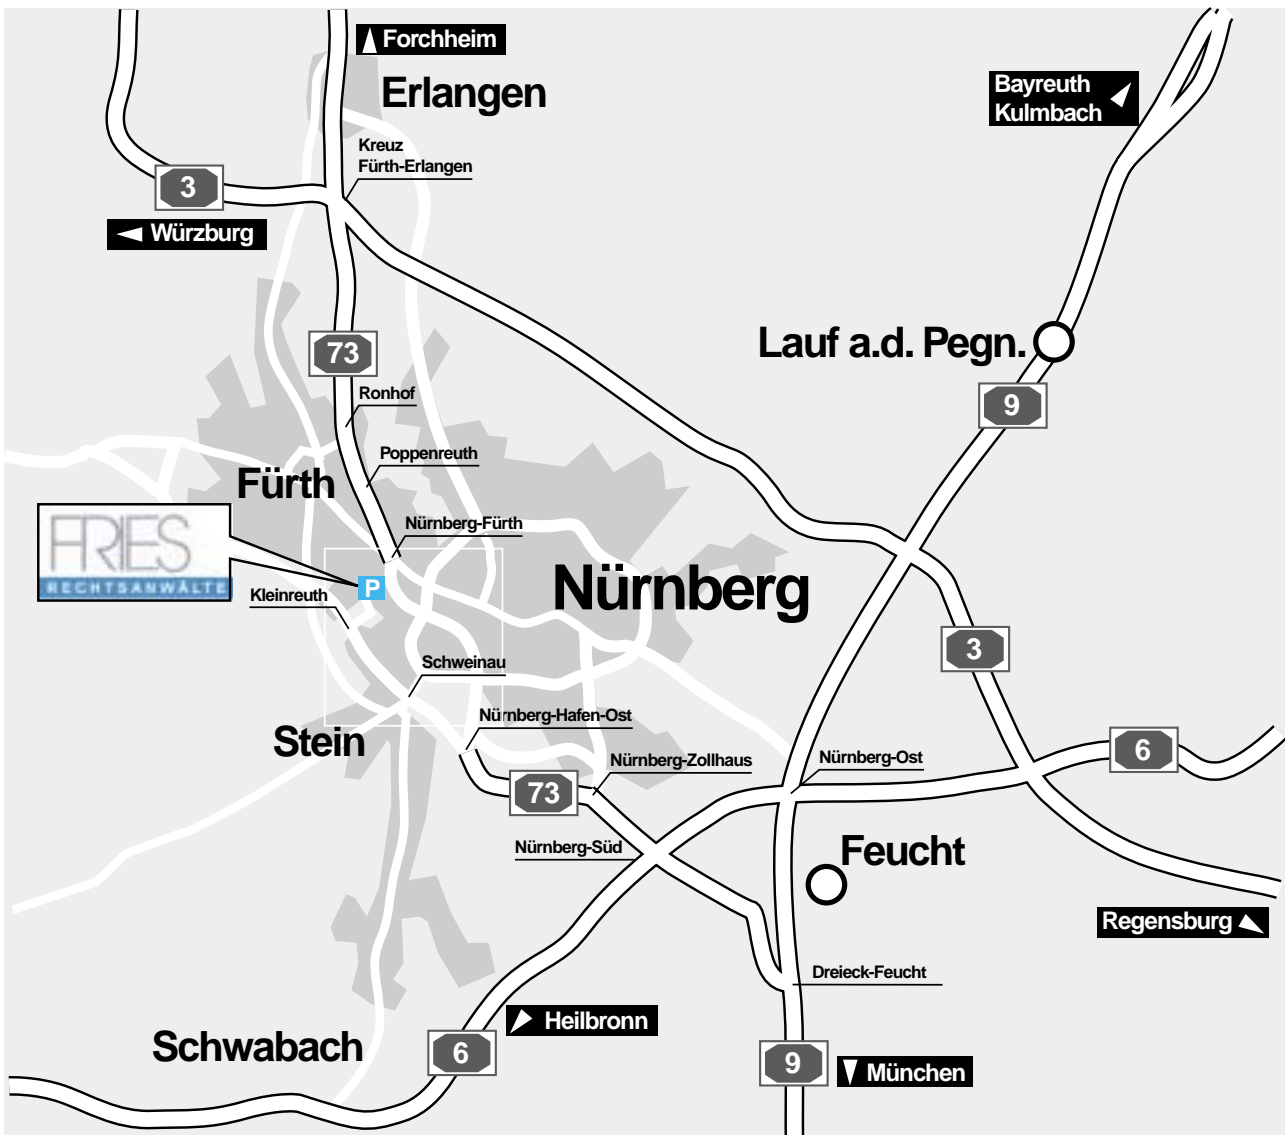 Forchheim
Erlangen
Bayreuth
Kulmbach
Kreuz
Fürth-Erlangen
3
Würzburg
73
Lauf a.d. Pegn.
9
Ronhof
Poppenreuth
Fürth
Nürnberg-Fürth
FRIES
RECHTSANWÄLTE
P
Kleinreuth
Nürnberg
3
Schweinau
Nürnberg-Hafen-Ost
Stein
Nürnberg-Zollhaus
Nürnberg-Ost
6
73
Nürnberg-Süd
Feucht
Regensburg
Dreieck-Feucht
Heilbronn
Schwabach
6
9
München